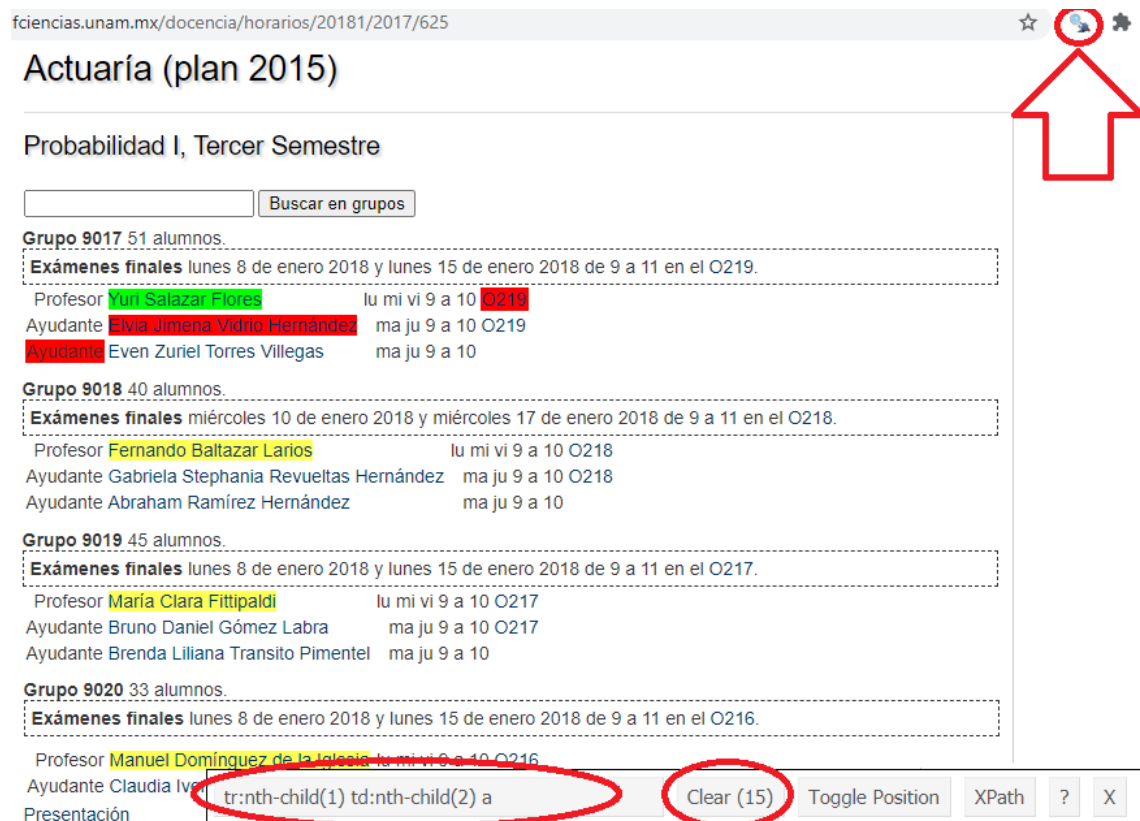 fciencias.unam.mx/docencia/horarios/20181/2017/625
Actuaría (plan 2015)
Probabilidad I, Tercer Semestre
Buscar en grupos
Grupo 9017 51 alumnos.
Exámenes finales lunes 8 de enero 2018 y lunes 15 de enero 2018 de 9 a 11 en el O219.
Profesor Yuri Salazar Flores lu mi vi 9 a 10 O219
Ayudante Elvia Jimena Vidrio Hernández ma ju 9 a 10 O219
Ayudante Even Zuriel Torres Villegas ma ju 9 a 10
Grupo 9018 40 alumnos.
Exámenes finales miércoles 10 de enero 2018 y miércoles 17 de enero 2018 de 9 a 11 en el O218.
Profesor Fernando Baltazar Larios lu mi vi 9 a 10 O218
Ayudante Gabriela Stephania Revueltas Hernández ma ju 9 a 10 O218
Ayudante Abraham Ramírez Hernández ma ju 9 a 10
Grupo 9019 45 alumnos.
Exámenes finales lunes 8 de enero 2018 y lunes 15 de enero 2018 de 9 a 11 en el O217.
Profesor María Clara Fittipaldi lu mi vi 9 a 10 O217
Ayudante Bruno Daniel Gómez Labra ma ju 9 a 10 O217
Ayudante Brenda Liliana Transito Pimentel ma ju 9 a 10
Grupo 9020 33 alumnos.
Exámenes finales lunes 8 de enero 2018 y lunes 15 de enero 2018 de 9 a 11 en el O216.
Profesor Manuel Domínguez de la Iglesia lu mi vi 9 a 10 O216
Ayudante Claudia
tr:nth-child(1) td:nth-child(2) a Clear (15) Toggle Position XPath ? X
Presentación